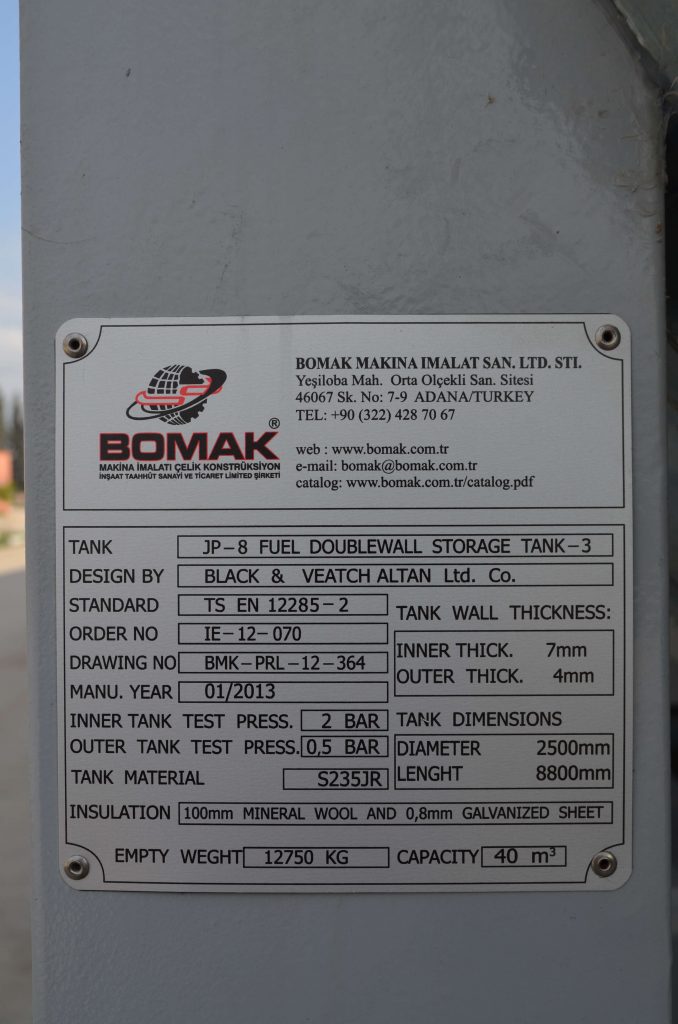 BOMAK MAKINA IMALAT SAN. LTD. STI.
Yeşiloba Mah. Orta Olçekli San. Sitesi
46067 Sk. No: 7-9 ADANA/TURKEY
TEL: +90 (322) 428 70 67
web : www.bomak.com.tr
e-mail: bomak@bomak.com.tr
catalog: www.bomak.com.tr/catalog.pdf
BOMAK®
MAKİNA İMALATI ÇELİK KONSTRÜKSİYON
İNŞAAT TAAHHÜT SANAYİ VE TİCARET LİMİTED ŞİRKETİ
TANK JP-8 FUEL DOUBLEWALL STORAGE TANK-3
DESIGN BY BLACK & VEATCH ALTAN Ltd. Co.
STANDARD TS EN 12285-2
ORDER NO IE-12-070
DRAWING NO BMK-PRL-12-364
MANU. YEAR 01/2013
TANK WALL THICKNESS:
INNER THICK. 7mm
OUTER THICK. 4mm
INNER TANK TEST PRESS. 2 BAR
OUTER TANK TEST PRESS. 0,5 BAR
TANK MATERIAL S235JR
TANK DIMENSIONS
DIAMETER 2500mm
LENGHT 8800mm
INSULATION 100mm MINERAL WOOL AND 0,8mm GALVANIZED SHEET
EMPTY WEGHT 12750 KG CAPACITY 40 m³